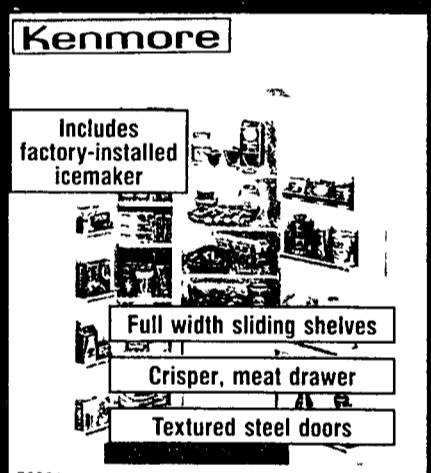 Kenmore
Includes
factory-installed
icemaker
Full width sliding shelves
Crisper, meat drawer
Textured steel doors